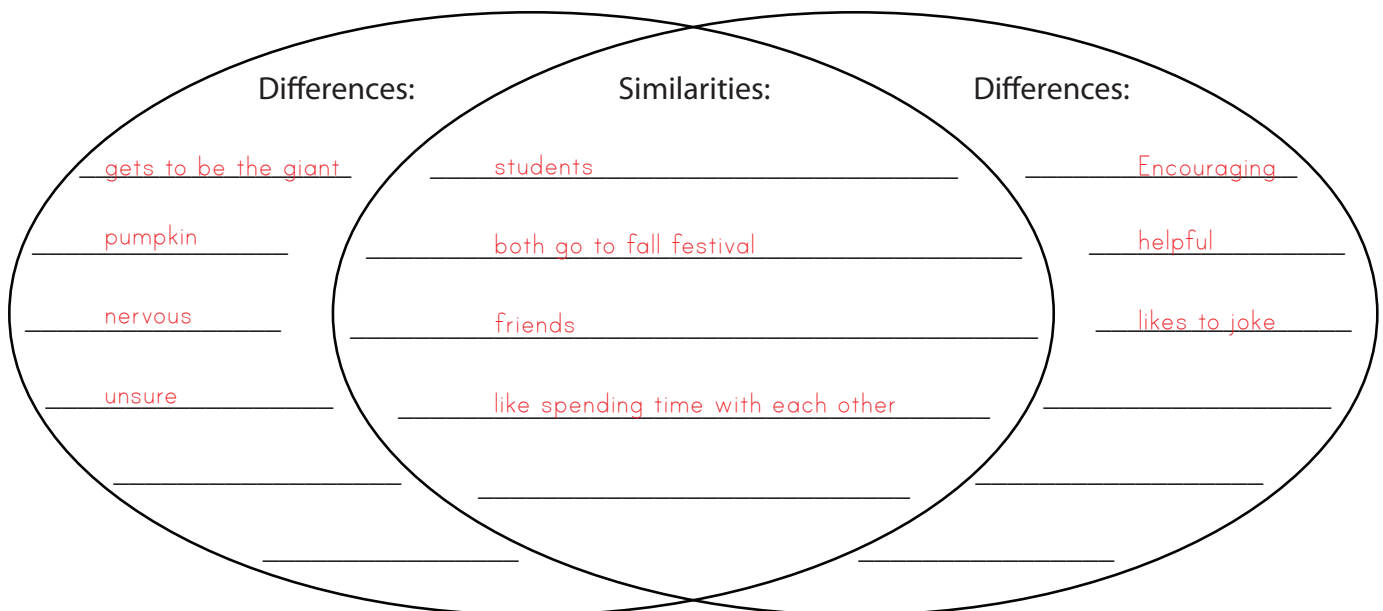 Differences:
gets to be the giant
pumpkin
nervous
unsure
Similarities:
students
both go to fall festival
friends
like spending time with each other
Differences:
Encouraging
helpful
likes to joke